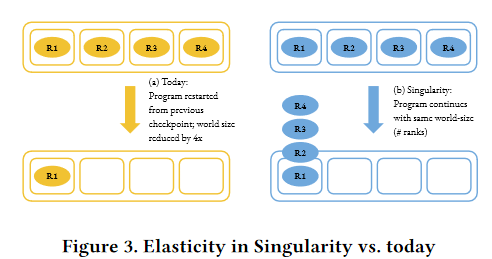 R1 R2 R3 R4
R1 R2 R3 R4
(a) Today:
Program restarted
from previous
checkpoint; world size
reduced by 4x
(b) Singularity:
Program continues
with same world-size
(# ranks)
R4
R3
R2
R1
R1
Figure 3. Elasticity in Singularity vs. today